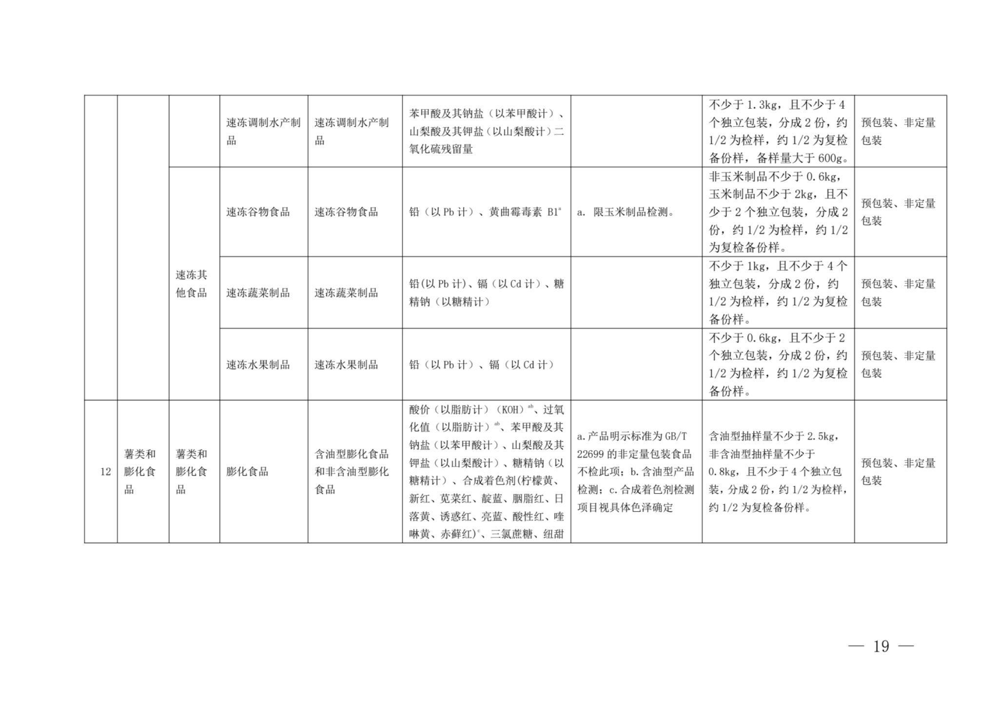 速冻调制水产制
品
速冻调制水产制
品
苯甲酸及其钠盐（以苯甲酸计）、
山梨酸及其钾盐（以山梨酸计）二
氧化硫残留量
不少于 1.3kg，且不少于 4
个独立包装，分成 2 份，约
1/2 为检样，约 1/2 为复检
备份样，备样量大于 600g。
预包装、非定量
包装
速冻其
他食品
速冻谷物食品
速冻谷物食品
铅（以 Pb 计）、黄曲霉毒素 B1ᵃ
a. 限玉米制品检测。
非玉米制品不少于 0.6kg，
玉米制品不少于 2kg，且不
少于 2 个独立包装，分成 2
份，约 1/2 为检样，约 1/2
为复检备份样。
预包装、非定量
包装
速冻蔬菜制品
速冻蔬菜制品
铅(以 Pb 计)、镉（以 Cd 计）、糖
精钠（以糖精计）
不少于 1kg，且不少于 4 个
独立包装，分成 2 份，约
1/2 为检样，约 1/2 为复检
备份样。
预包装、非定量
包装
速冻水果制品
速冻水果制品
铅（以 Pb 计）、镉（以 Cd 计）
不少于 0.6kg，且不少于 2
个独立包装，分成 2 份，约
1/2 为检样，约 1/2 为复检
备份样。
预包装、非定量
包装
12
薯类和
膨化食
品
薯类和
膨化食
品
膨化食品
含油型膨化食品
和非含油型膨化
食品
酸价（以脂肪计）（KOH）ᵃᵇ、过氧
化值（以脂肪计）ᵃᵇ、苯甲酸及其
钠盐（以苯甲酸计）、山梨酸及其
钾盐（以山梨酸计）、糖精钠（以
糖精计）、合成着色剂(柠檬黄、
新红、苋菜红、靛蓝、胭脂红、日
落黄、诱惑红、亮蓝、酸性红、喹
啉黄、赤藓红)ᶜ、三氯蔗糖、纽甜
a.产品明示标准为 GB/T
22699 的非定量包装食品
不检此项；b.含油型产品
检测；c.合成着色剂检测
项目视具体色泽确定
含油型抽样量不少于 2.5kg，
非含油型抽样量不少于
0.8kg，且不少于 4 个独立包
装，分成 2 份，约 1/2 为检样，
约 1/2 为复检备份样。
预包装、非定量
包装
— 19 —